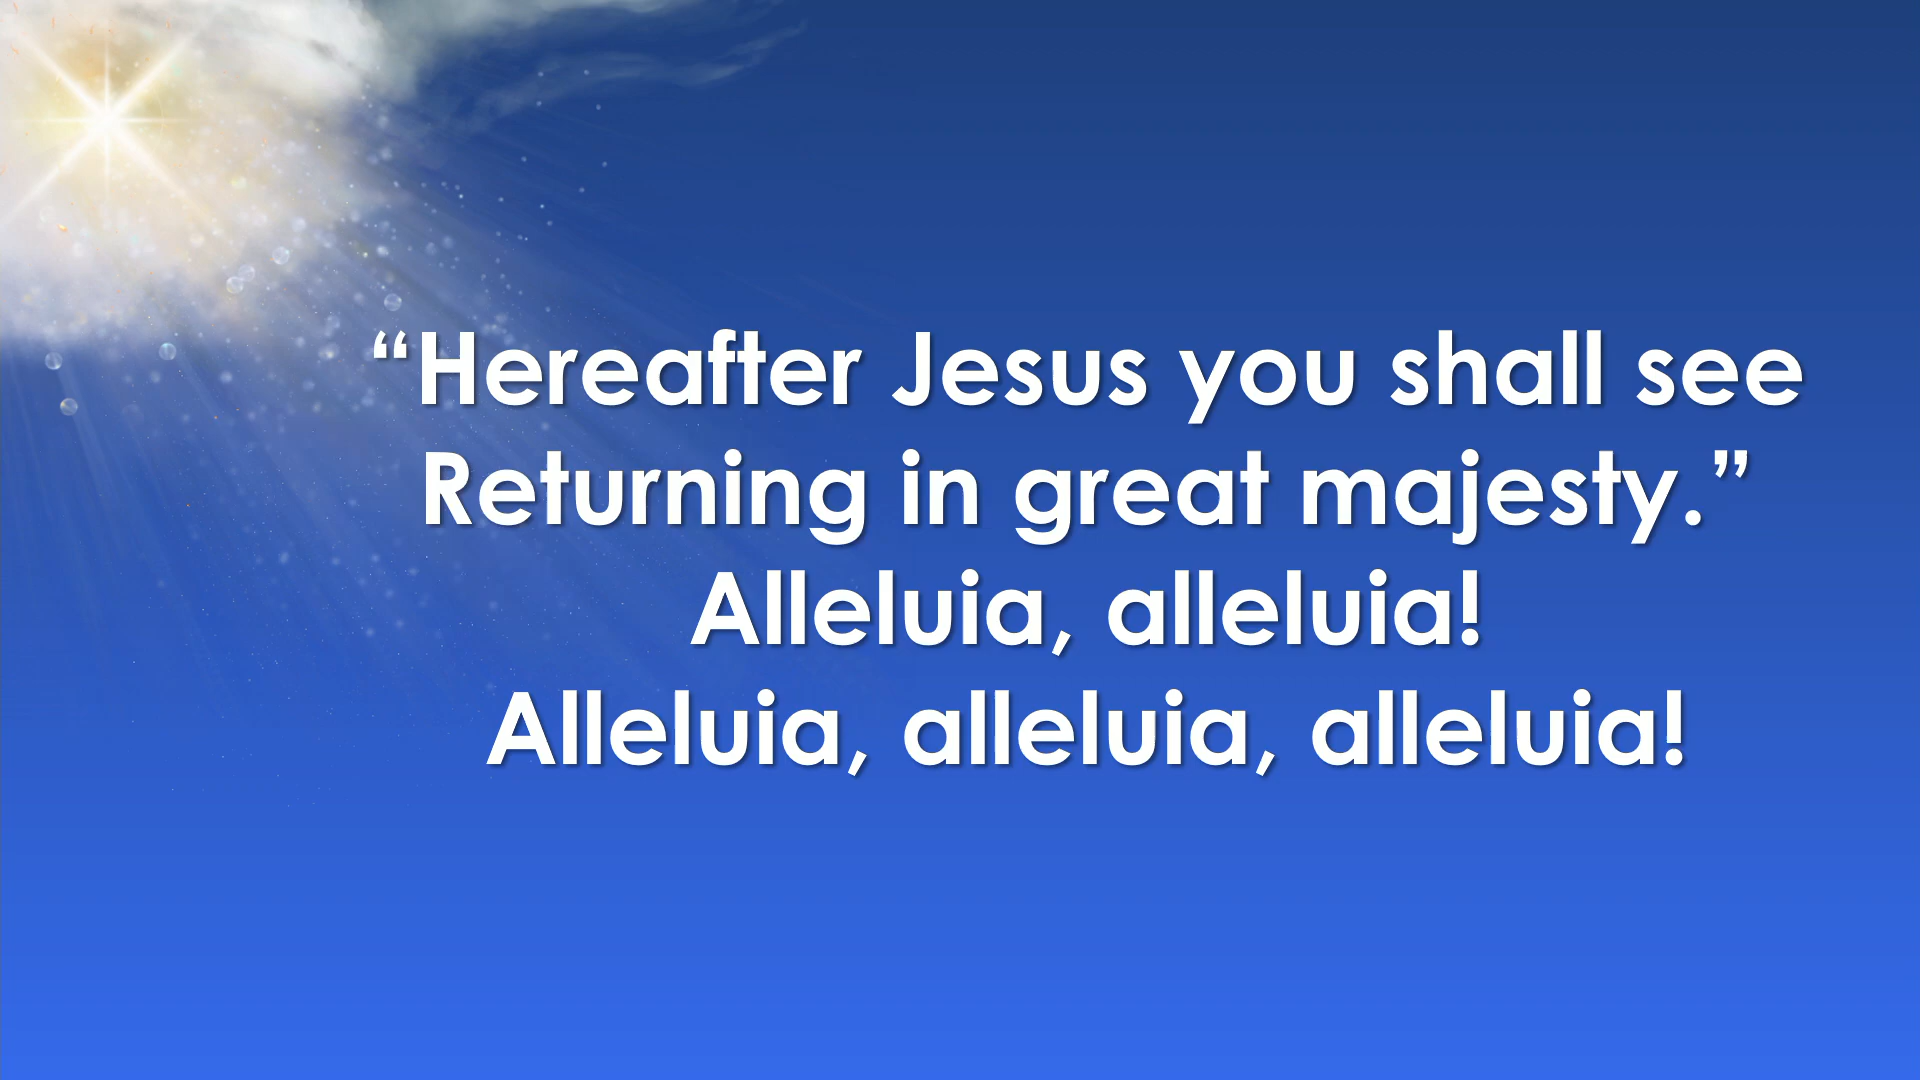 “Hereafter Jesus you shall see
Returning in great majesty.”
Alleluia, alleluia!
Alleluia, alleluia, alleluia!